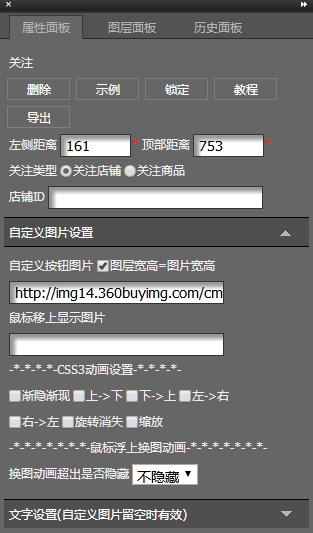 属性面板 图层面板 历史面板
关注
删除 示例 锁定 教程
导出
左侧距离 161 * 顶部距离 753 *
关注类型 关注店铺 关注商品
店铺ID
自定义图片设置
自定义按钮图片 图层宽高=图片宽高
http://img14.360buyimg.com/cm
鼠标移上显示图片
-*-*-*-*-CSS3动画设置-*-*-*-*-
渐隐渐现 上->下 下->上 左->右
右->左 旋转消失 缩放
-*-*-*-*-*-*-*-鼠标浮上换图动画-*-*-*-*-*-*-*-
换图动画超出是否隐藏 不隐藏
文字设置(自定义图片留空时有效)